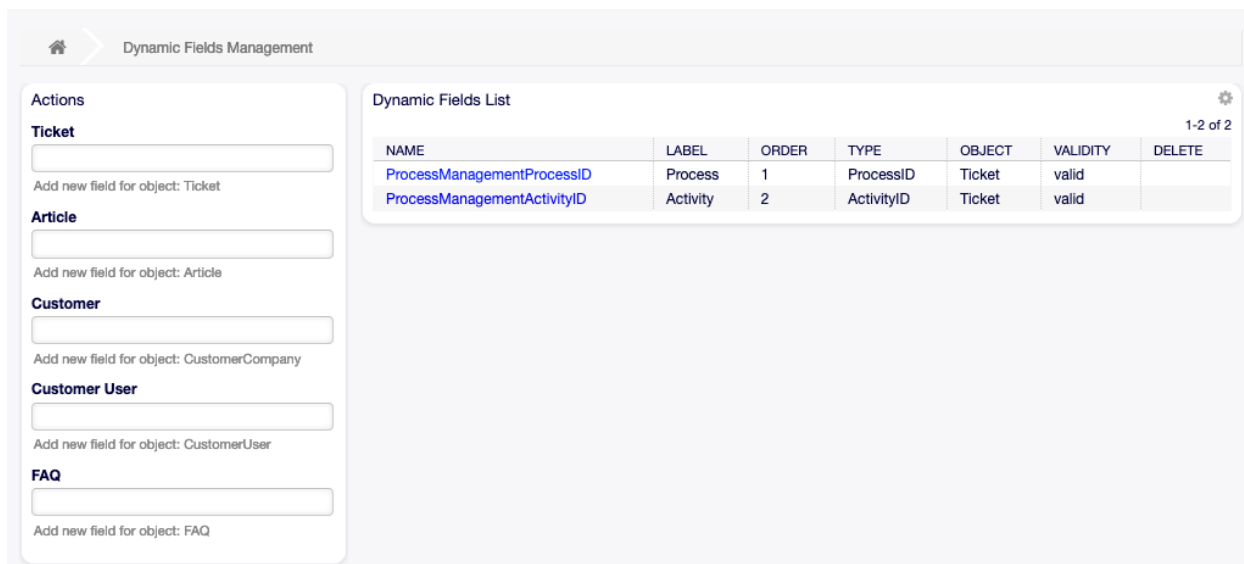 Dynamic Fields Management
Actions
Ticket
Add new field for object: Ticket
Article
Add new field for object: Article
Customer
Add new field for object: CustomerCompany
Customer User
Add new field for object: CustomerUser
FAQ
Add new field for object: FAQ
Dynamic Fields List
1-2 of 2
NAME LABEL ORDER TYPE OBJECT VALIDITY DELETE
ProcessManagementProcessID Process 1 ProcessID Ticket valid
ProcessManagementActivityID Activity 2 ActivityID Ticket valid